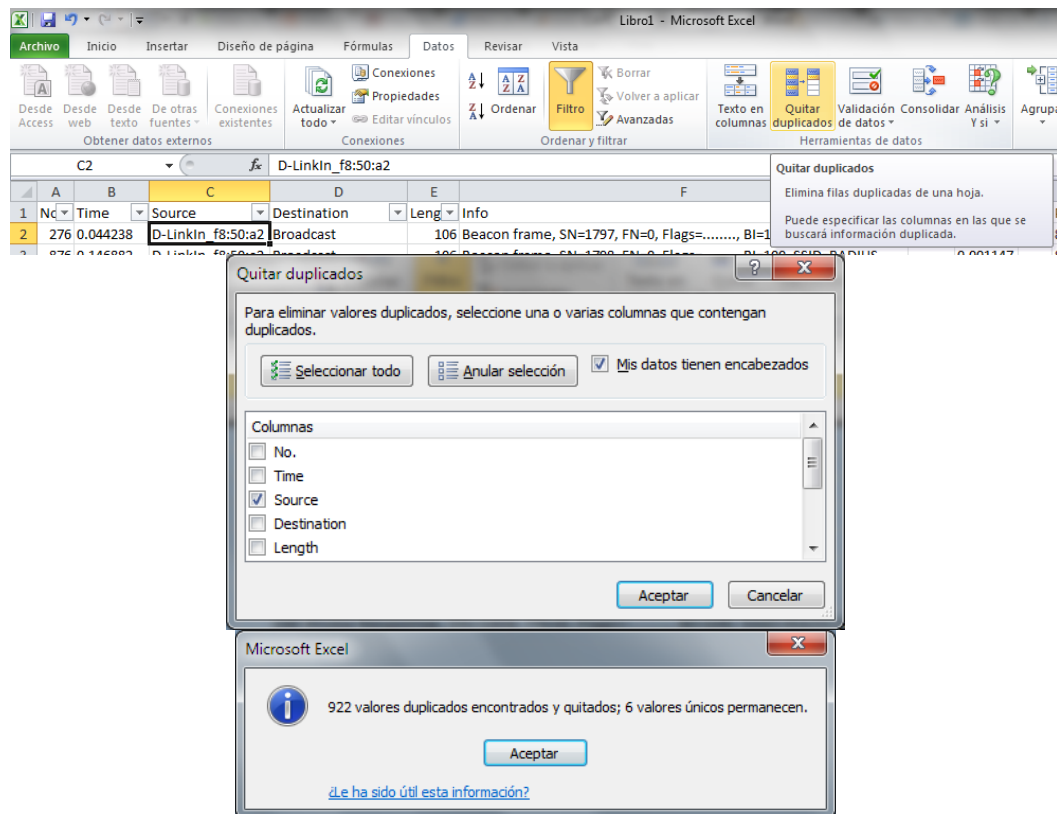 Libro1 - Microsoft Excel
Archivo Inicio Insertar Diseño de página Fórmulas Datos Revisar Vista
Desde Access
Desde web
Desde texto
De otras fuentes
Conexiones existentes
Obtener datos externos
Actualizar todo
Conexiones
Propiedades
Editar vínculos
Conexiones
Ordenar
Filtro
Borrar
Volver a aplicar
Avanzadas
Ordenar y filtrar
Texto en columnas
Quitar duplicados
Validación de datos
Consolidar
Análisis Y si
Herramientas de datos
C2 fx D-LinkIn_f8:50:a2
Quitar duplicados
Elimina filas duplicadas de una hoja.
Puede especificar las columnas en las que se
buscará información duplicada.
A B C D E F
1 Time Source Destination Leng Info
2 276 0.044238 D-LinkIn_f8:50:a2 Broadcast 106 Beacon frame, SN=1797, FN=0, Flags=........, BI=1
Quitar duplicados
Para eliminar valores duplicados, seleccione una o varias columnas que contengan
duplicados.
Seleccionar todo Anular selección Mis datos tienen encabezados
Columnas
No.
Time
Source
Destination
Length
Aceptar Cancelar
Microsoft Excel
922 valores duplicados encontrados y quitados; 6 valores únicos permanecen.
Aceptar
¿Le ha sido útil esta información?